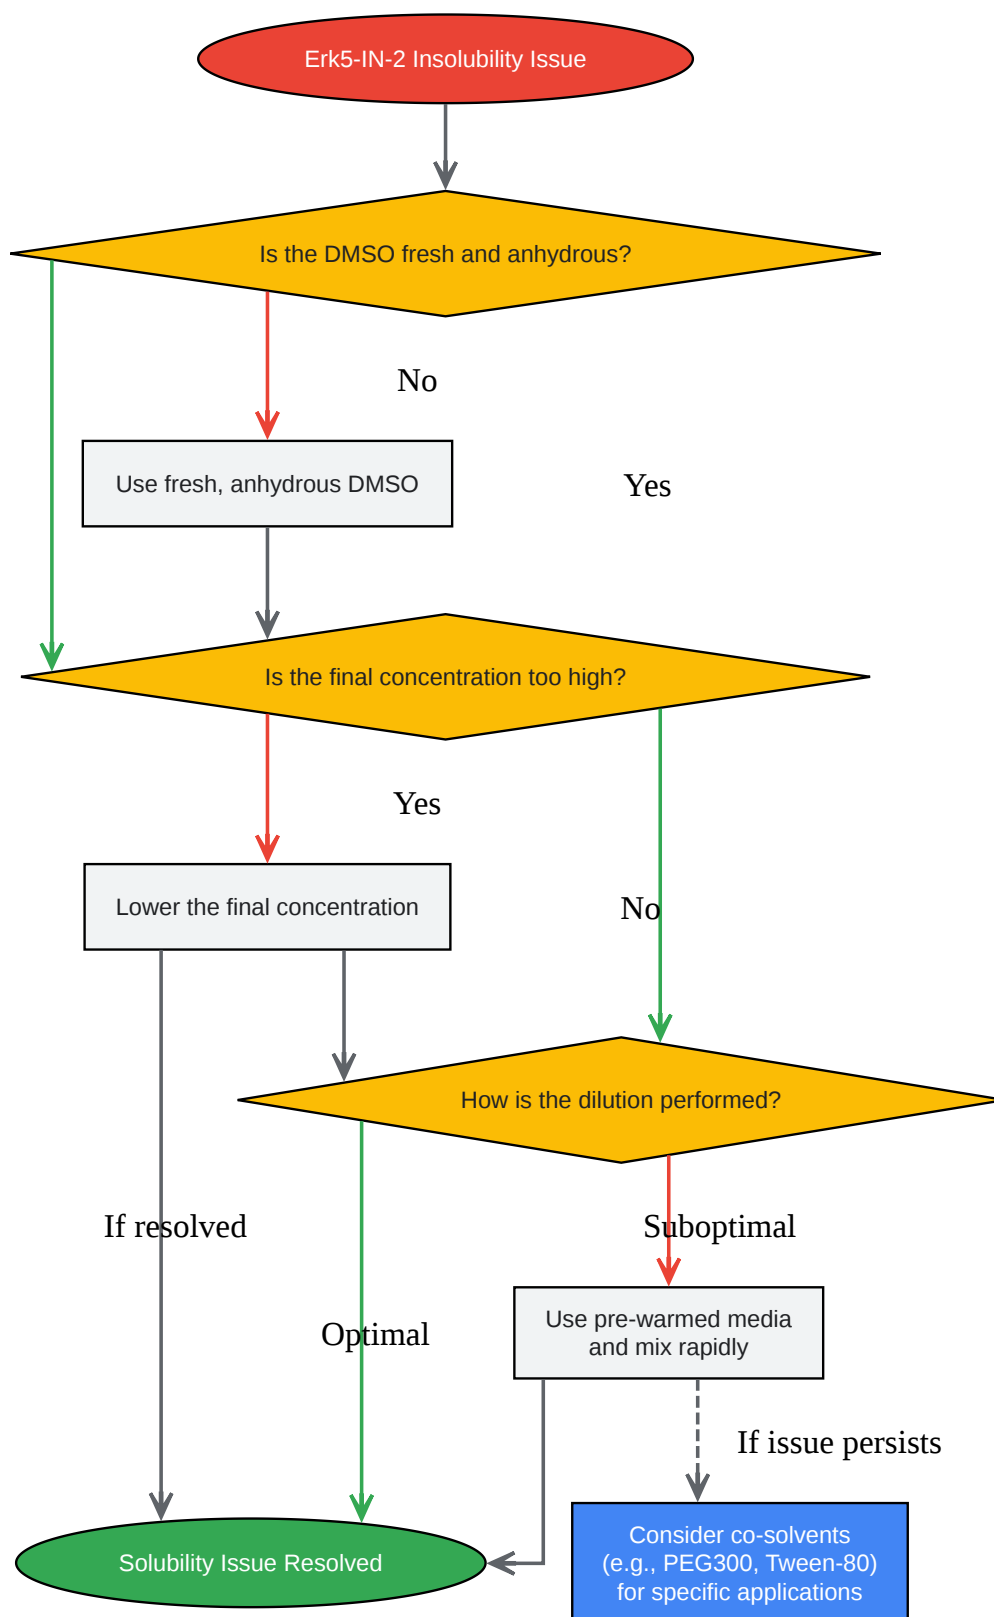 Erk5-IN-2 Insolubility Issue
Is the DMSO fresh and anhydrous?
No
Use fresh, anhydrous DMSO
Yes
Is the final concentration too high?
Yes
Lower the final concentration
No
How is the dilution performed?
If resolved
Suboptimal
Optimal
Use pre-warmed media
and mix rapidly
If issue persists
Solubility Issue Resolved
Consider co-solvents
(e.g., PEG300, Tween-80)
for specific applications